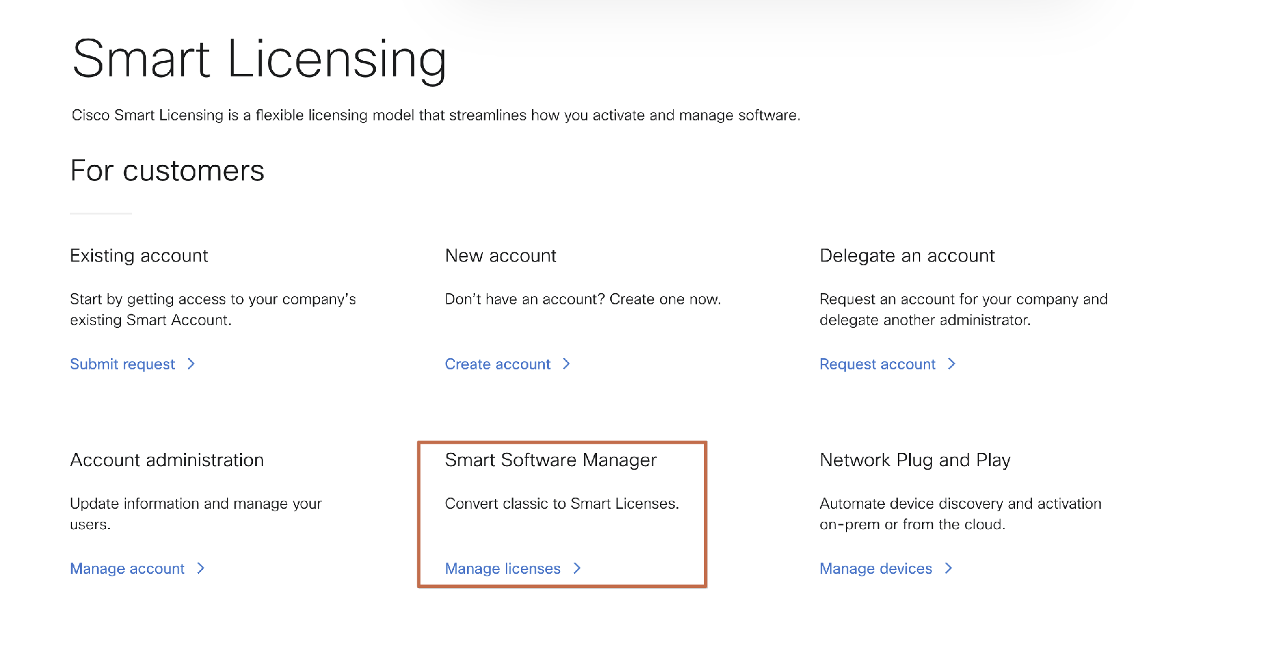 Smart Licensing
Cisco Smart Licensing is a flexible licensing model that streamlines how you activate and manage software.
For customers
Existing account
Start by getting access to your company's
existing Smart Account.
Submit request
New account
Don't have an account? Create one now.
Create account
Delegate an account
Request an account for your company and
delegate another administrator.
Request account
Account administration
Update information and manage your
users.
Manage account
Smart Software Manager
Convert classic to Smart Licenses.
Manage licenses
Network Plug and Play
Automate device discovery and activation
on-prem or from the cloud.
Manage devices